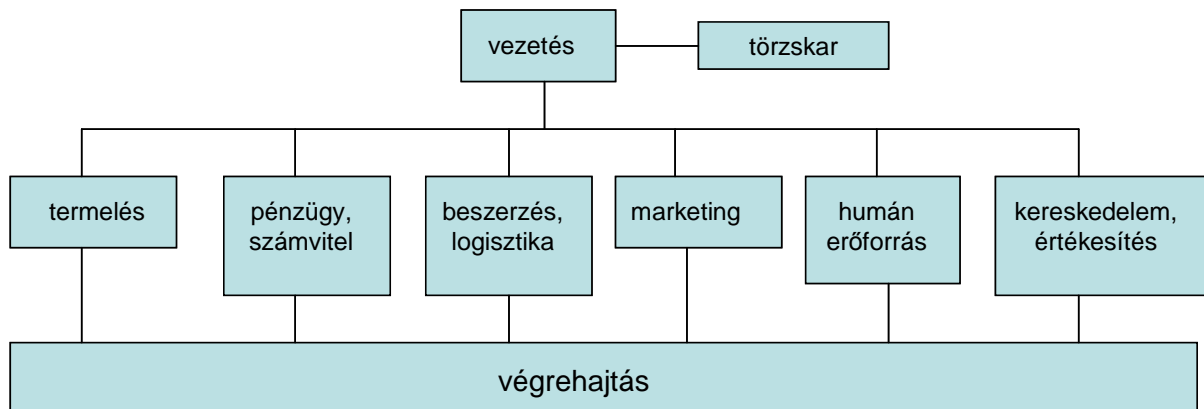 vezetés
törzskar
termelés
pénzügy,
számvitel
beszerzés,
logisztika
marketing
humán
erőforrás
kereskedelem,
értékesítés
végrehajtás